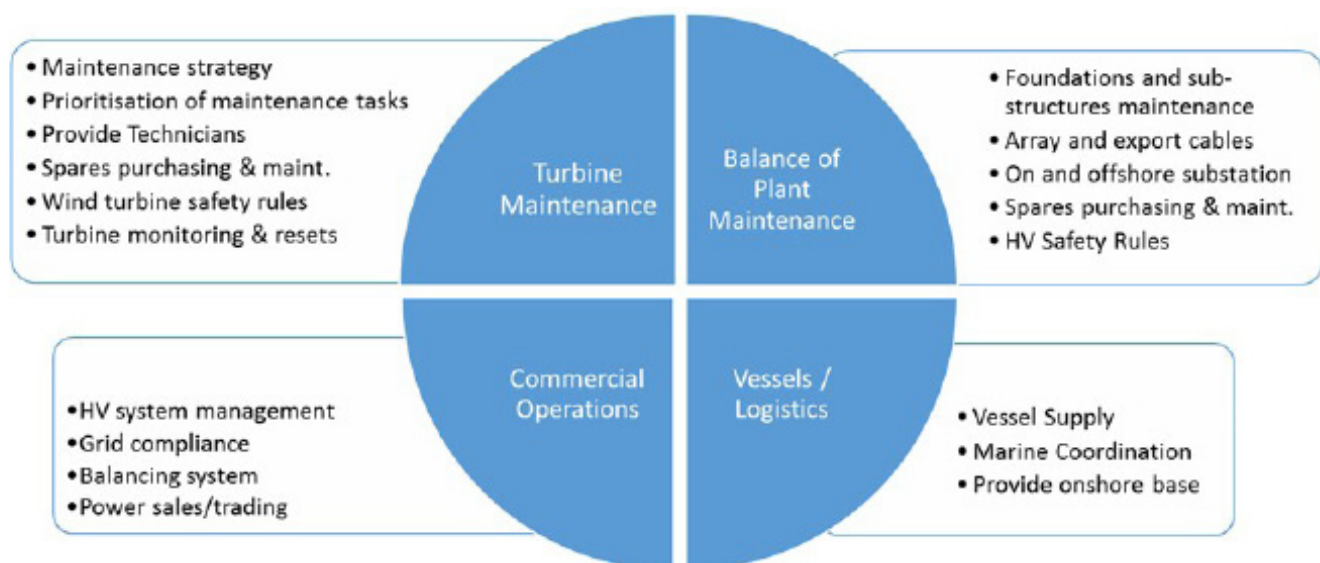 • Maintenance strategy
• Prioritisation of maintenance tasks
• Provide Technicians
• Spares purchasing & maint.
• Wind turbine safety rules
• Turbine monitoring & resets
Turbine
Maintenance
Balance of
Plant
Maintenance
• Foundations and sub-
structures maintenance
• Array and export cables
• On and offshore substation
• Spares purchasing & maint.
• HV Safety Rules
•HV system management
•Grid compliance
•Balancing system
•Power sales/trading
Commercial
Operations
Vessels /
Logistics
• Vessel Supply
• Marine Coordination
• Provide onshore base